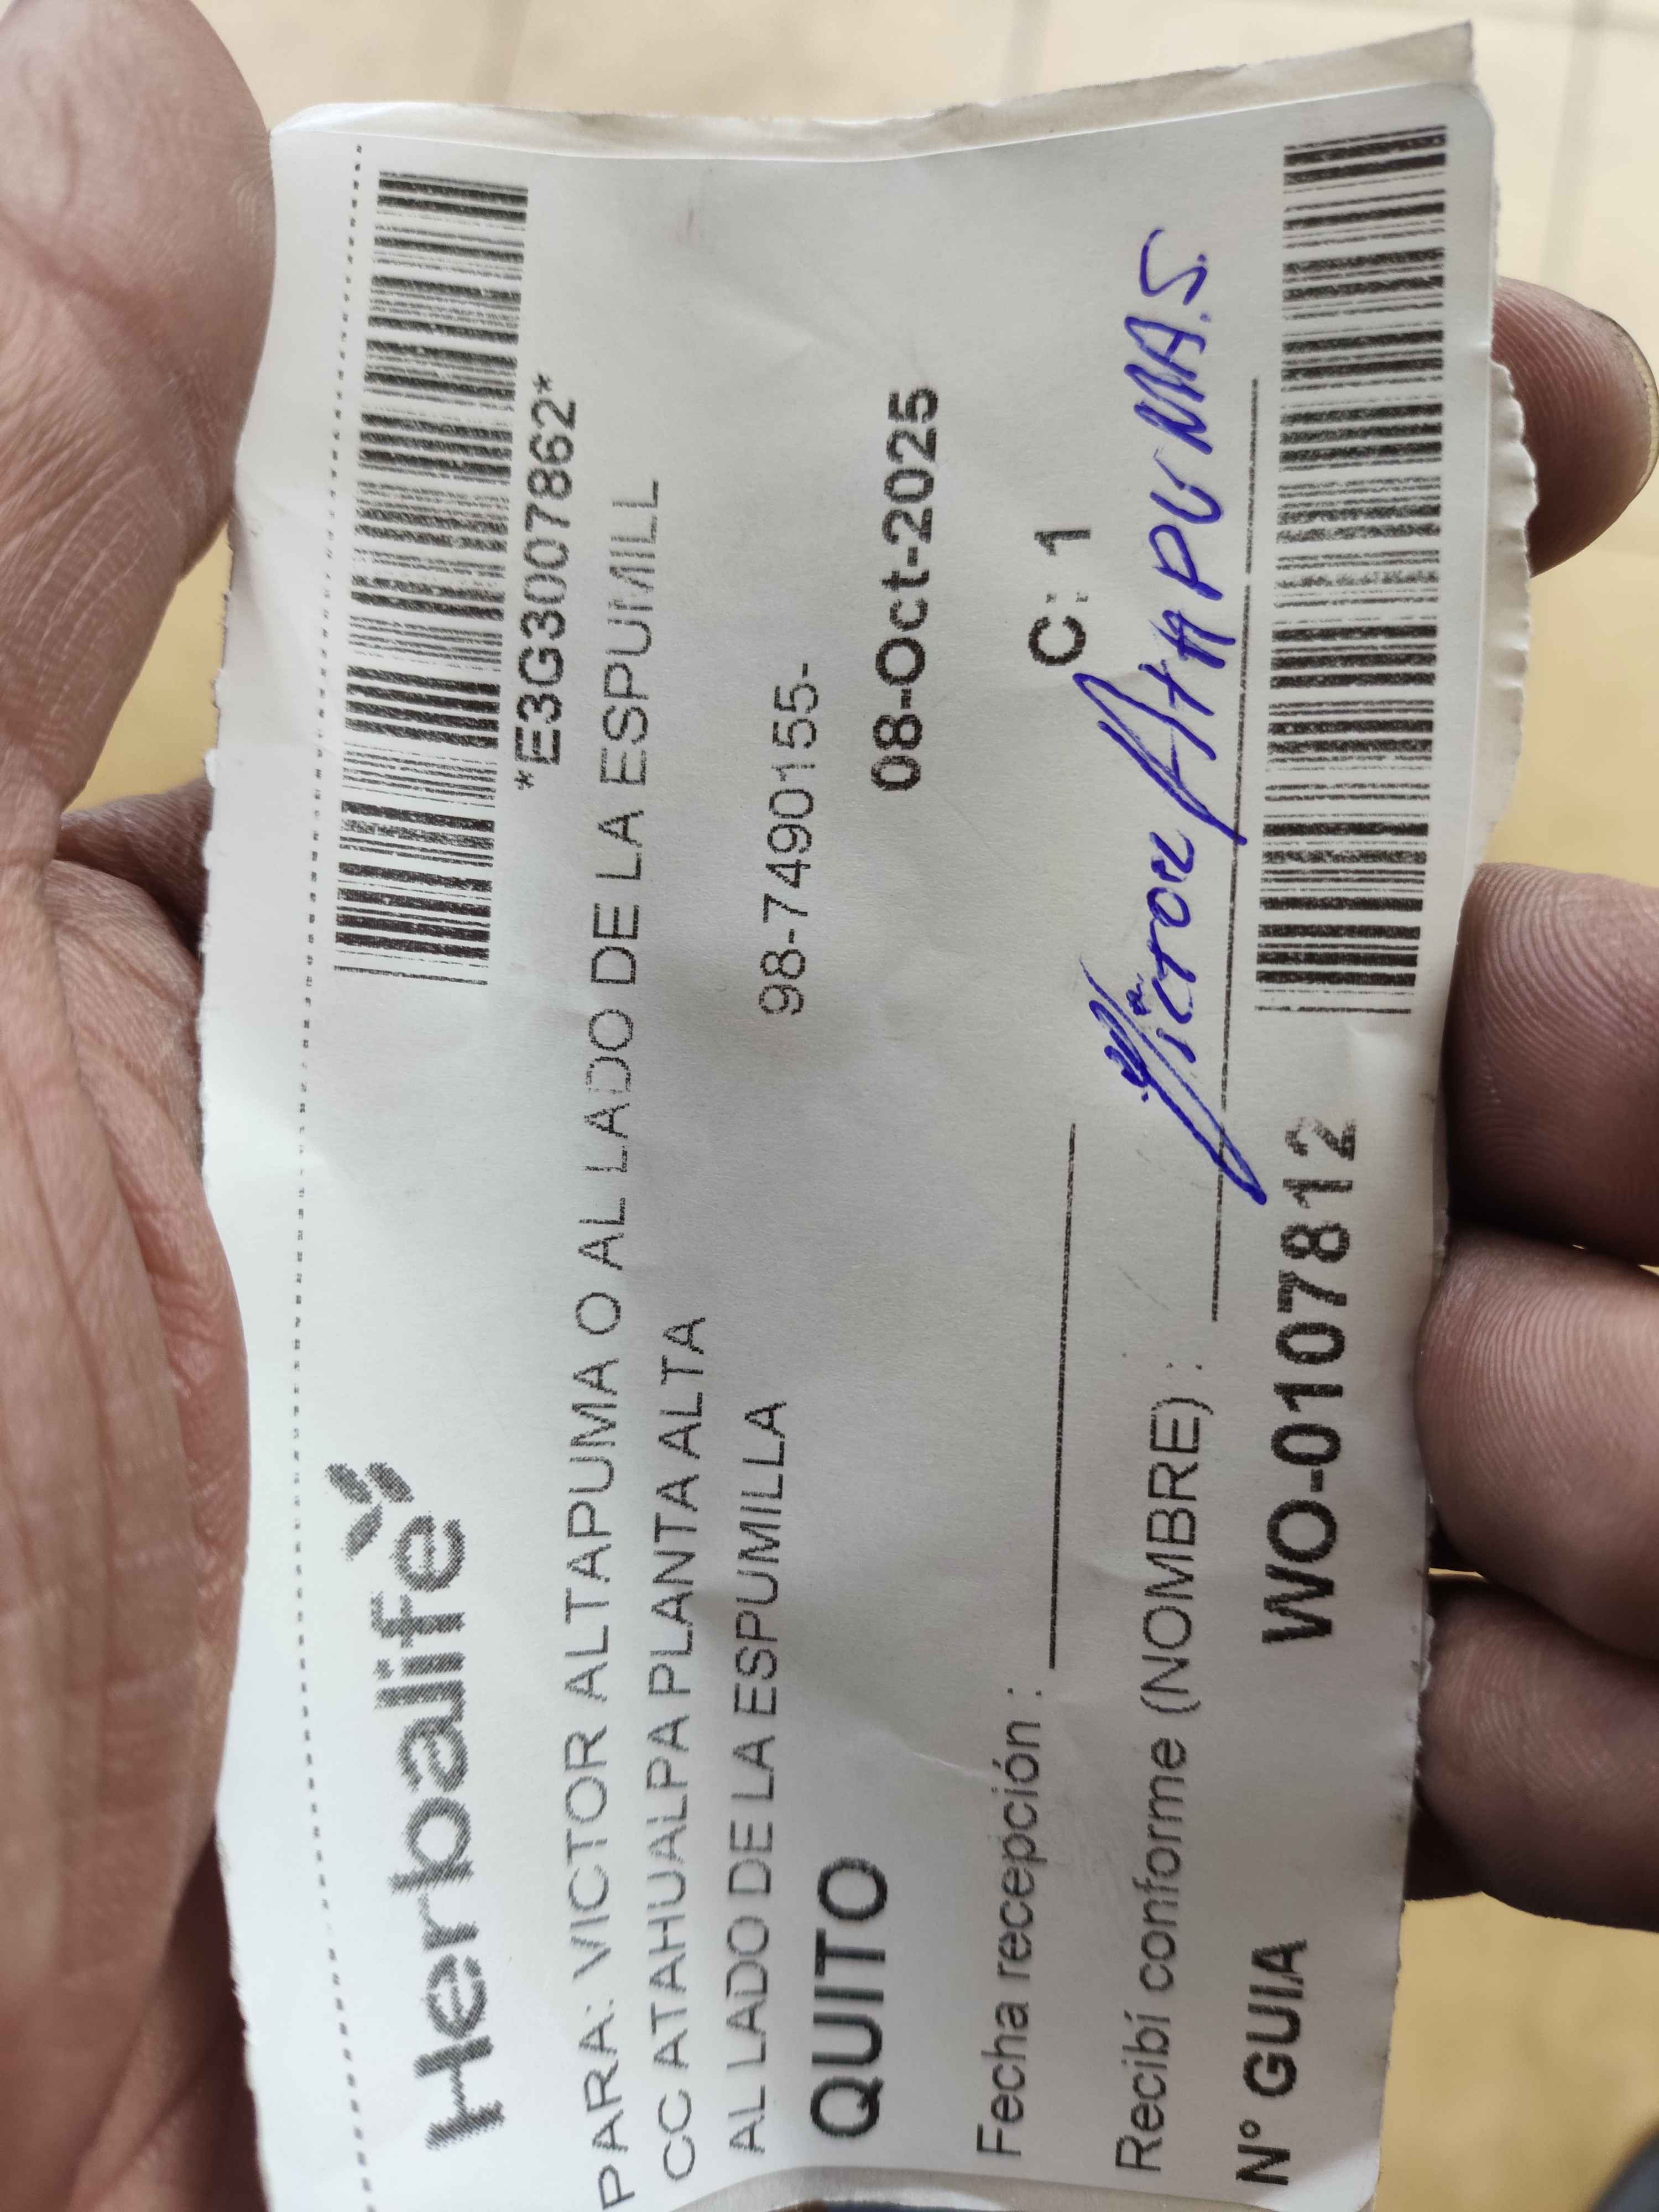 Herbalife
*E3G3007862*
PARA: VICTOR ALTAPUMA O AL LADO DE LA ESPUMILL
CC ATAHUALPA PLANTA ALTA
AL LADO DE LA ESPUMILLA
98-7490155-
QUITO
08-Oct-2025
Fecha recepción :
C: 1
Recibí conforme (NOMBRE) : Victor
N° GUIA WO-0107812